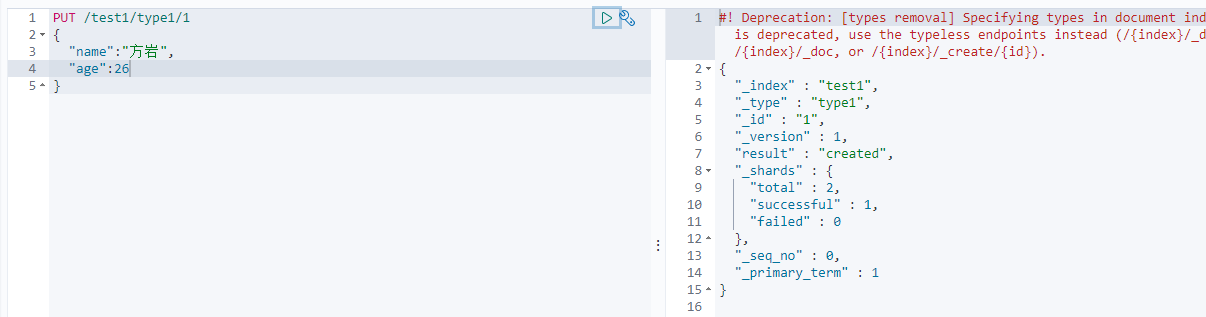 1 PUT /test1/type1/1
2 {
3 "name":"方岩",
4 "age":26
5 }
1 #! Deprecation: [types removal] Specifying types in document ind
is deprecated, use the typeless endpoints instead (/{index}/_d
/{index}/_doc, or /{index}/_create/{id}).
2 {
3 "_index" : "test1",
4 "_type" : "type1",
5 "_id" : "1",
6 "_version" : 1,
7 "result" : "created",
8 "_shards" : {
9 "total" : 2,
10 "successful" : 1,
11 "failed" : 0
12 },
13 "_seq_no" : 0,
14 "_primary_term" : 1
15 }
16